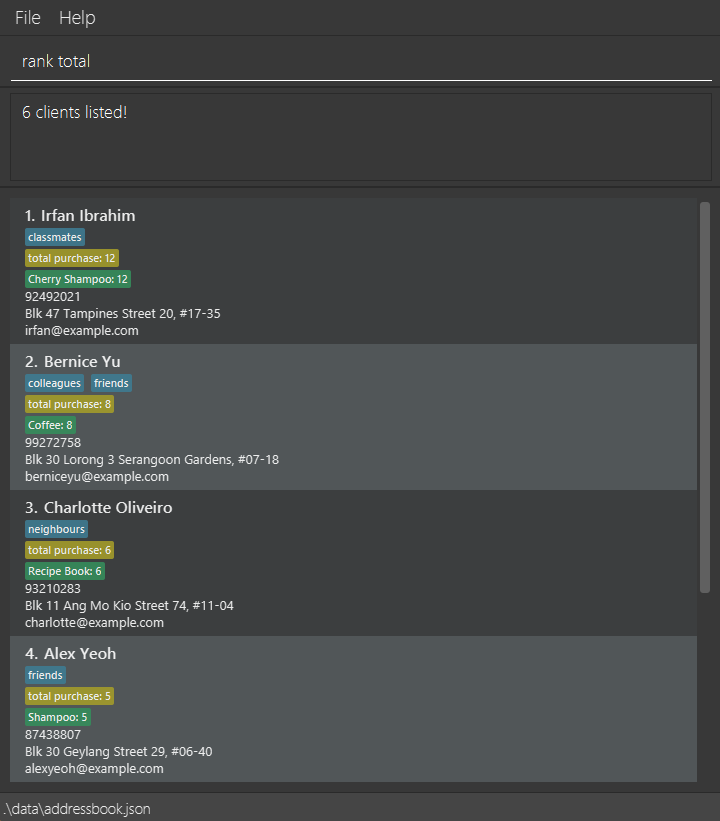 File Help
rank total
6 clients listed!
1. Irfan Ibrahim
classmates
total purchase: 12
Cherry Shampoo: 12
92492021
Blk 47 Tampines Street 20, #17-35
irfan@example.com
2. Bernice Yu
colleagues friends
total purchase: 8
Coffee: 8
99272758
Blk 30 Lorong 3 Serangoon Gardens, #07-18
berniceyu@example.com
3. Charlotte Oliveiro
neighbours
total purchase: 6
Recipe Book: 6
93210283
Blk 11 Ang Mo Kio Street 74, #11-04
charlotte@example.com
4. Alex Yeoh
friends
total purchase: 5
Shampoo: 5
87438807
Blk 30 Geylang Street 29, #06-40
alexyeoh@example.com
.\data\addressbook.json